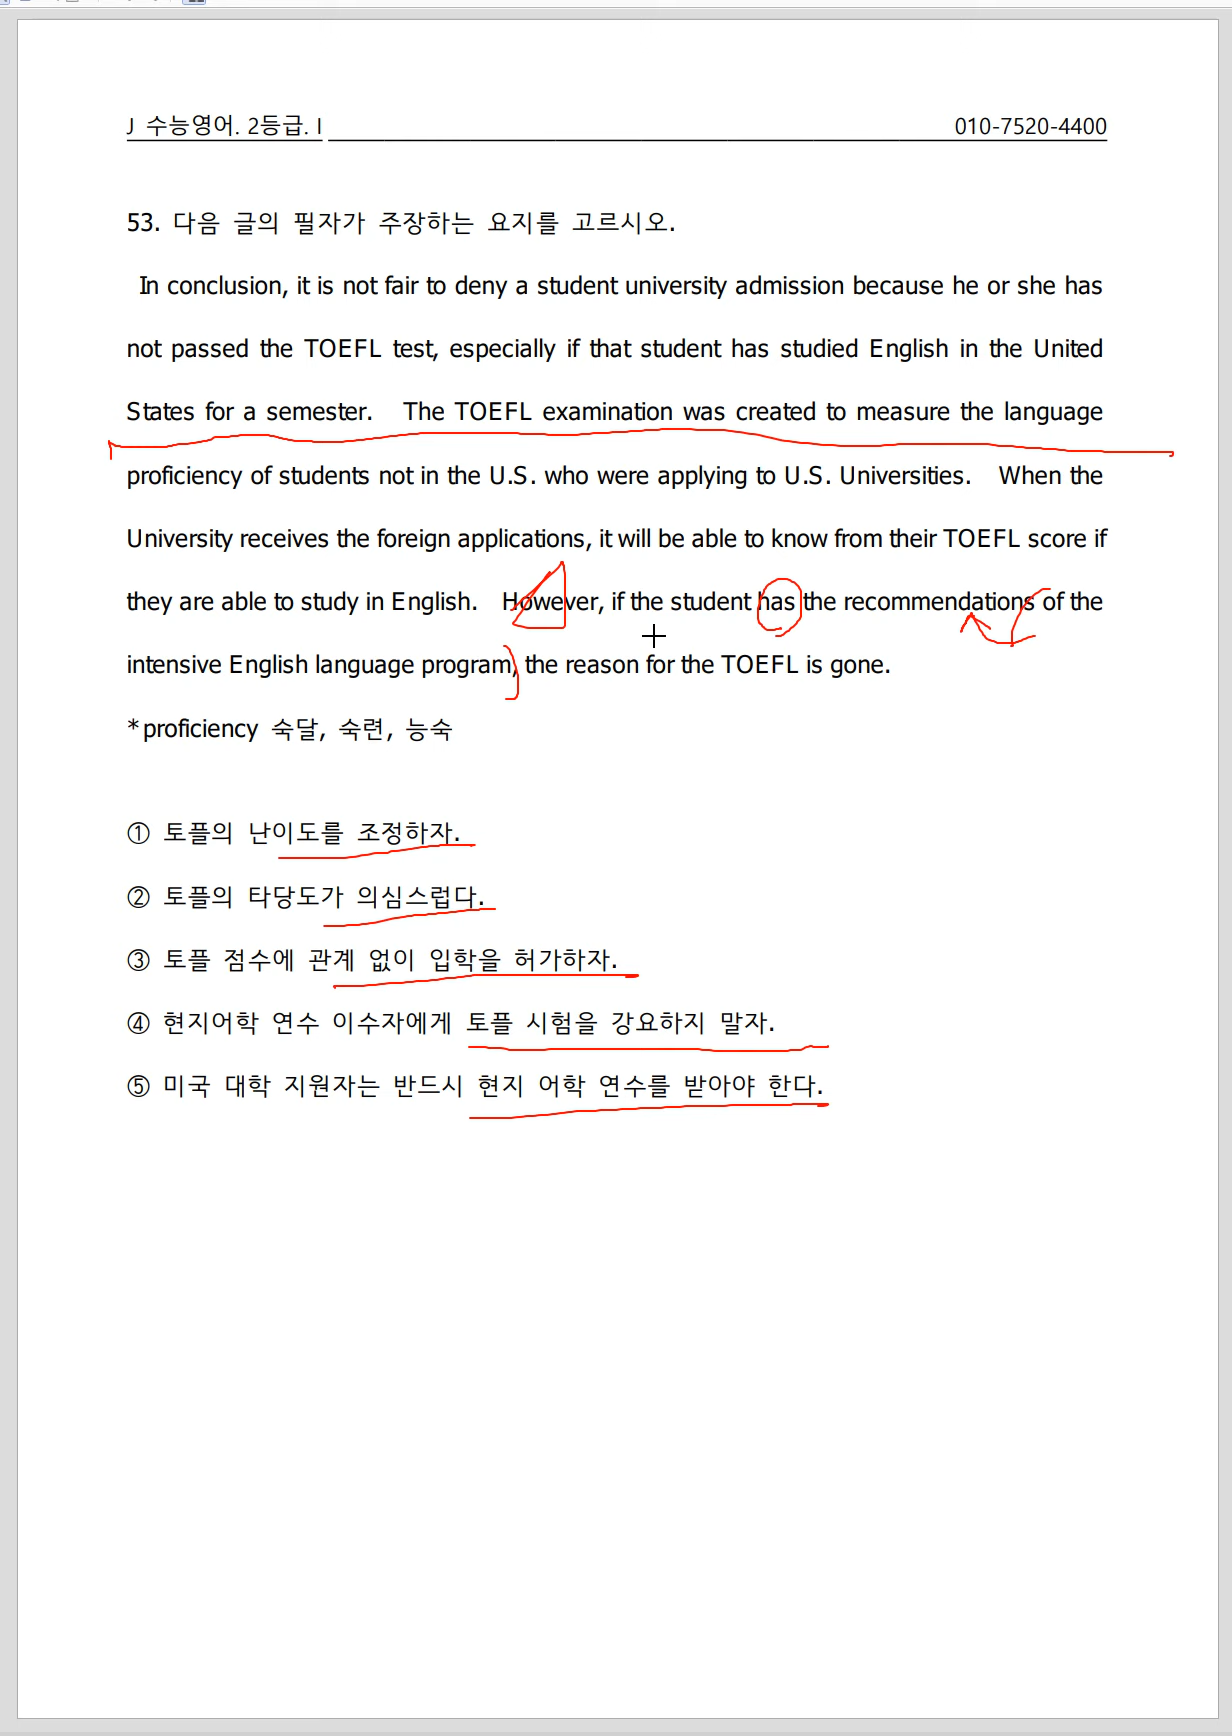 J 수능영어. 2등급. I 010-7520-4400
53. 다음 글의 필자가 주장하는 요지를 고르시오.
In conclusion, it is not fair to deny a student university admission because he or she has
not passed the TOEFL test, especially if that student has studied English in the United
States for a semester. The TOEFL examination was created to measure the language
proficiency of students not in the U.S. who were applying to U.S. Universities. When the
University receives the foreign applications, it will be able to know from their TOEFL score if
they are able to study in English. However, if the student has the recommendations of the
intensive English language program, the reason for the TOEFL is gone.
*proficiency 숙달, 숙련, 능숙
① 토플의 난이도를 조정하자.
② 토플의 타당도가 의심스럽다.
③ 토플 점수에 관계 없이 입학을 허가하자.
④ 현지어학 연수 이수자에게 토플 시험을 강요하지 말자.
⑤ 미국 대학 지원자는 반드시 현지 어학 연수를 받아야 한다.